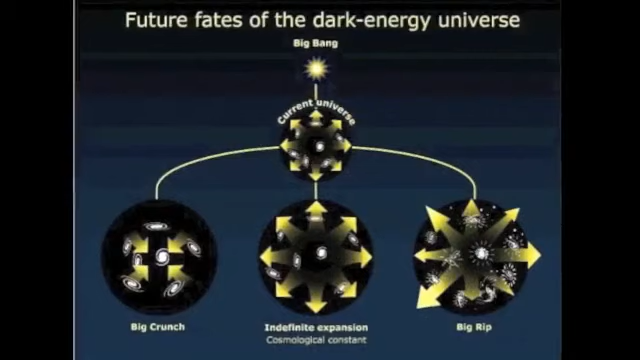 Future fates of the dark-energy universe
Big Bang
Current universe
Big Crunch
Indefinite expansion
Cosmological constant
Big Rip